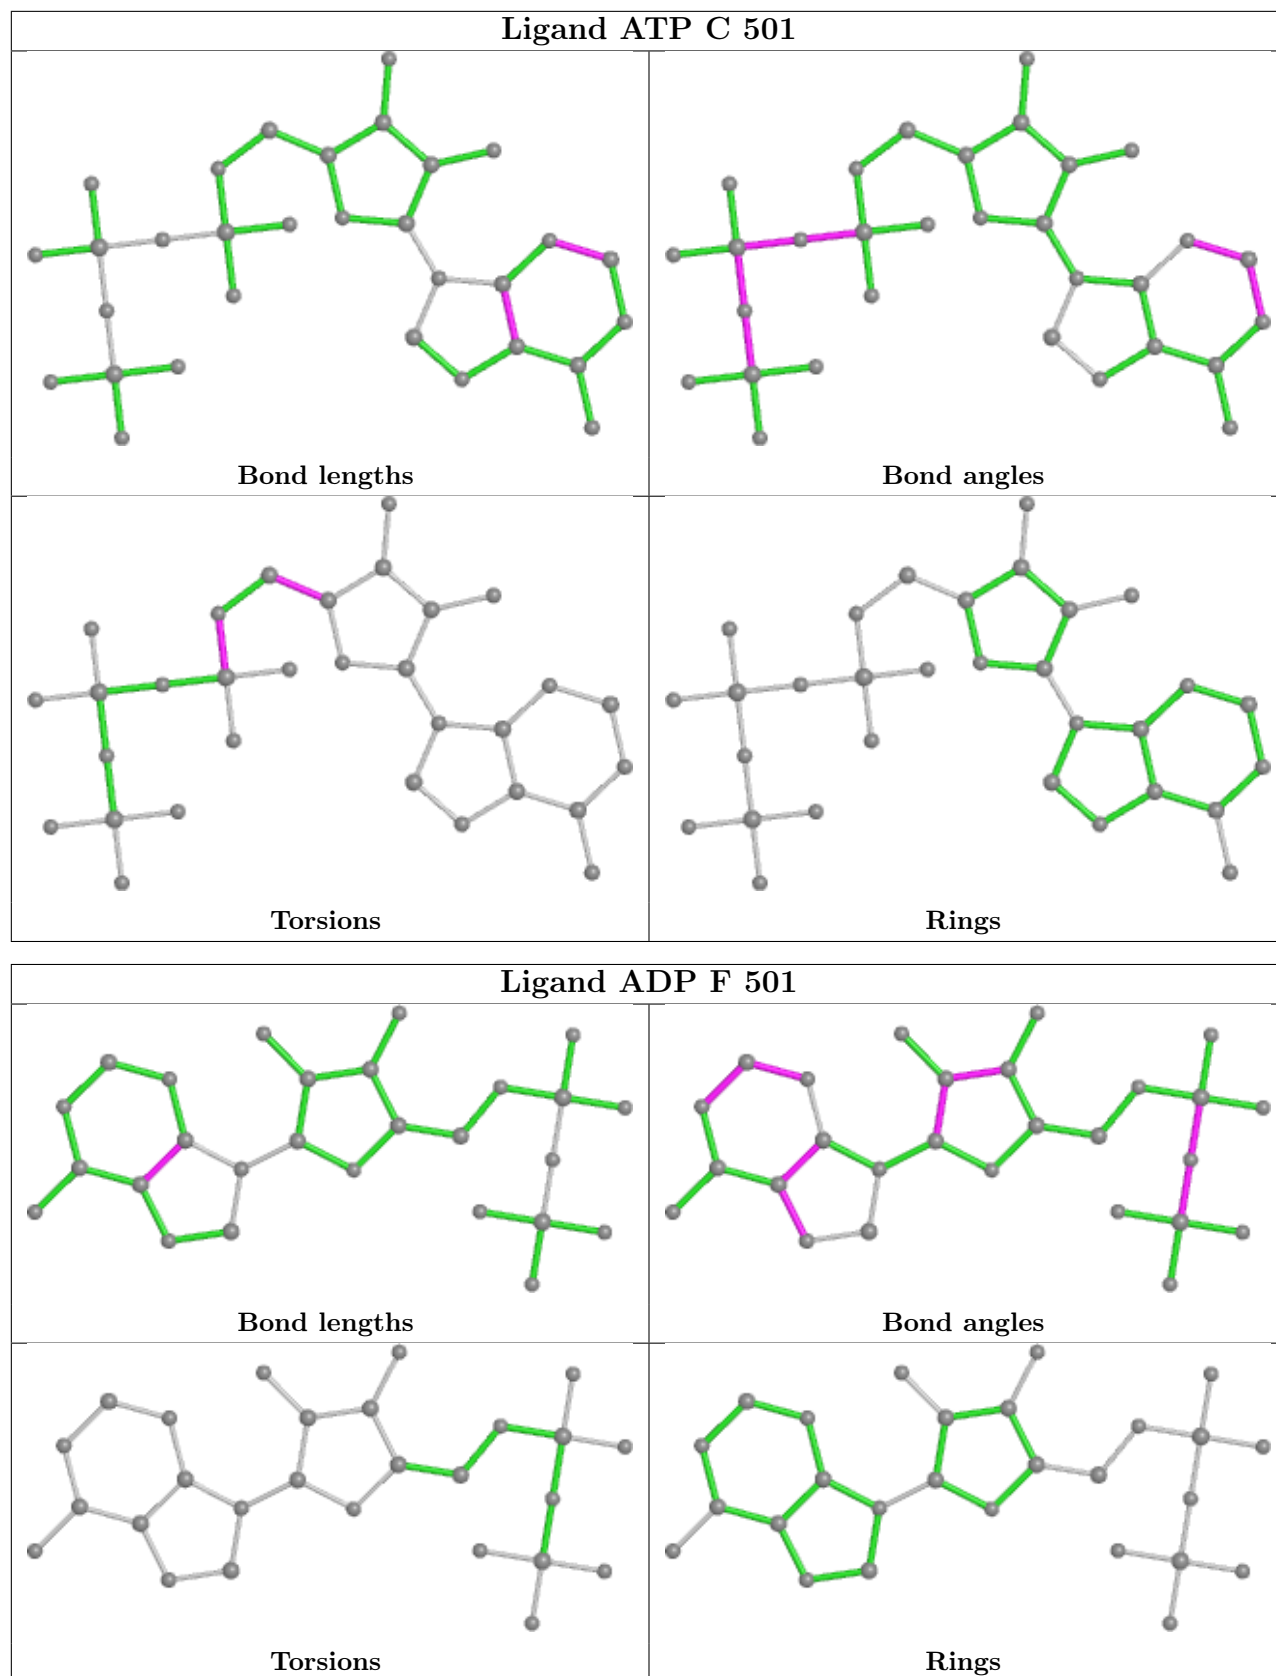 Ligand ATP C 501
Bond lengths
Bond angles
Torsions
Rings
Ligand ADP F 501
Bond lengths
Bond angles
Torsions
Rings